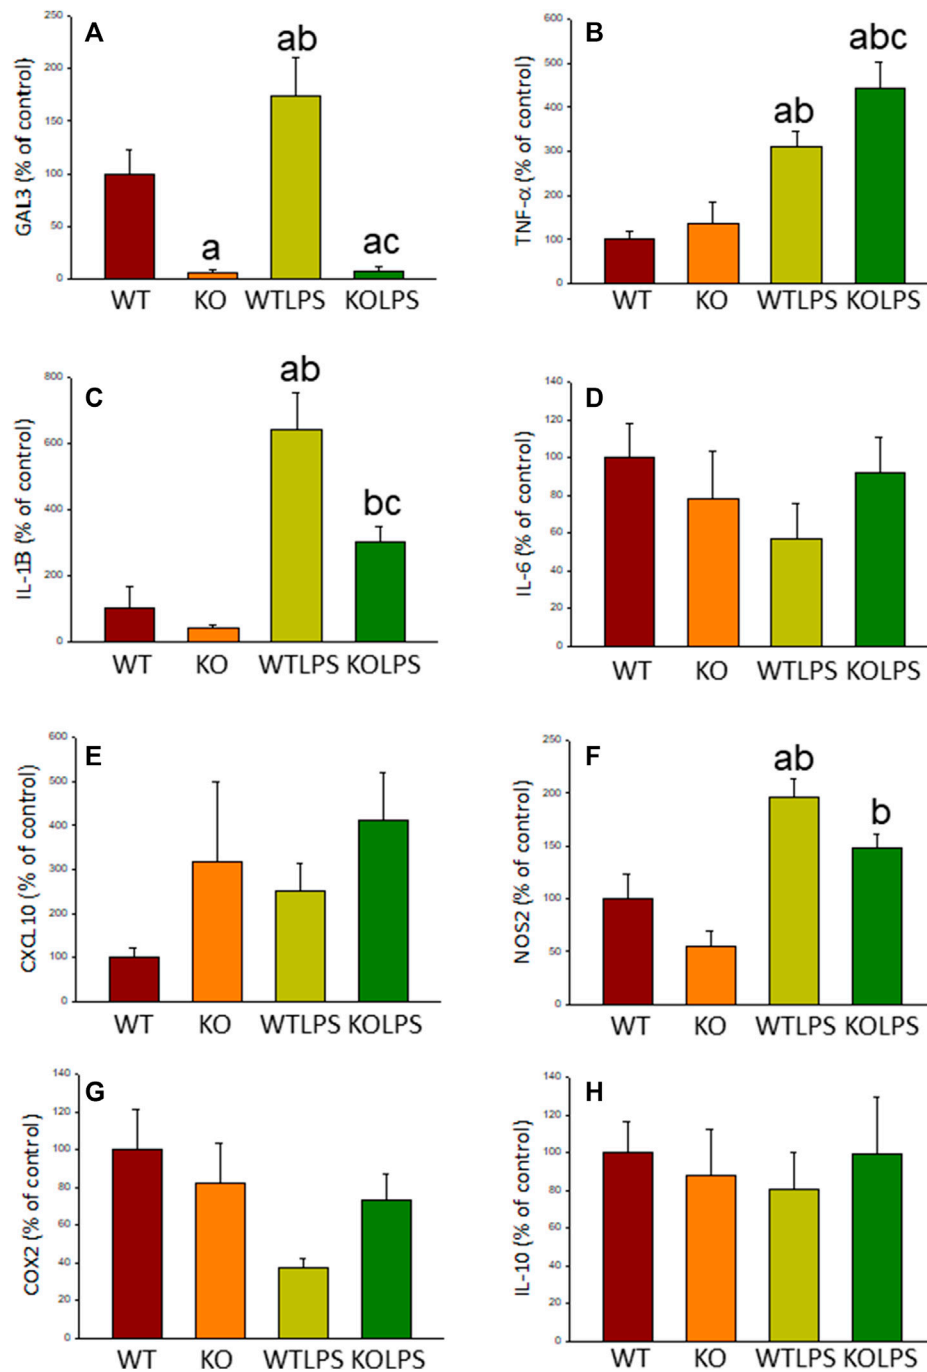 A
GAL3 (% of control)
250
200
150
100
50
0
a
ab
ac
WT KO WTLPS KOLPS
B
TNF-α (% of control)
600
500
400
300
200
100
0
ab
abc
WT KO WTLPS KOLPS
C
IL-1B (% of control)
800
600
400
200
0
ab
bc
WT KO WTLPS KOLPS
D
IL-6 (% of control)
140
120
100
80
60
40
20
0
WT KO WTLPS KOLPS
E
CXCL10 (% of control)
600
500
400
300
200
100
0
WT KO WTLPS KOLPS
F
NOS2 (% of control)
250
200
150
100
50
0
ab
b
WT KO WTLPS KOLPS
G
COX2 (% of control)
140
120
100
80
60
40
20
0
WT KO WTLPS KOLPS
H
IL-10 (% of control)
140
120
100
80
60
40
20
0
WT KO WTLPS KOLPS